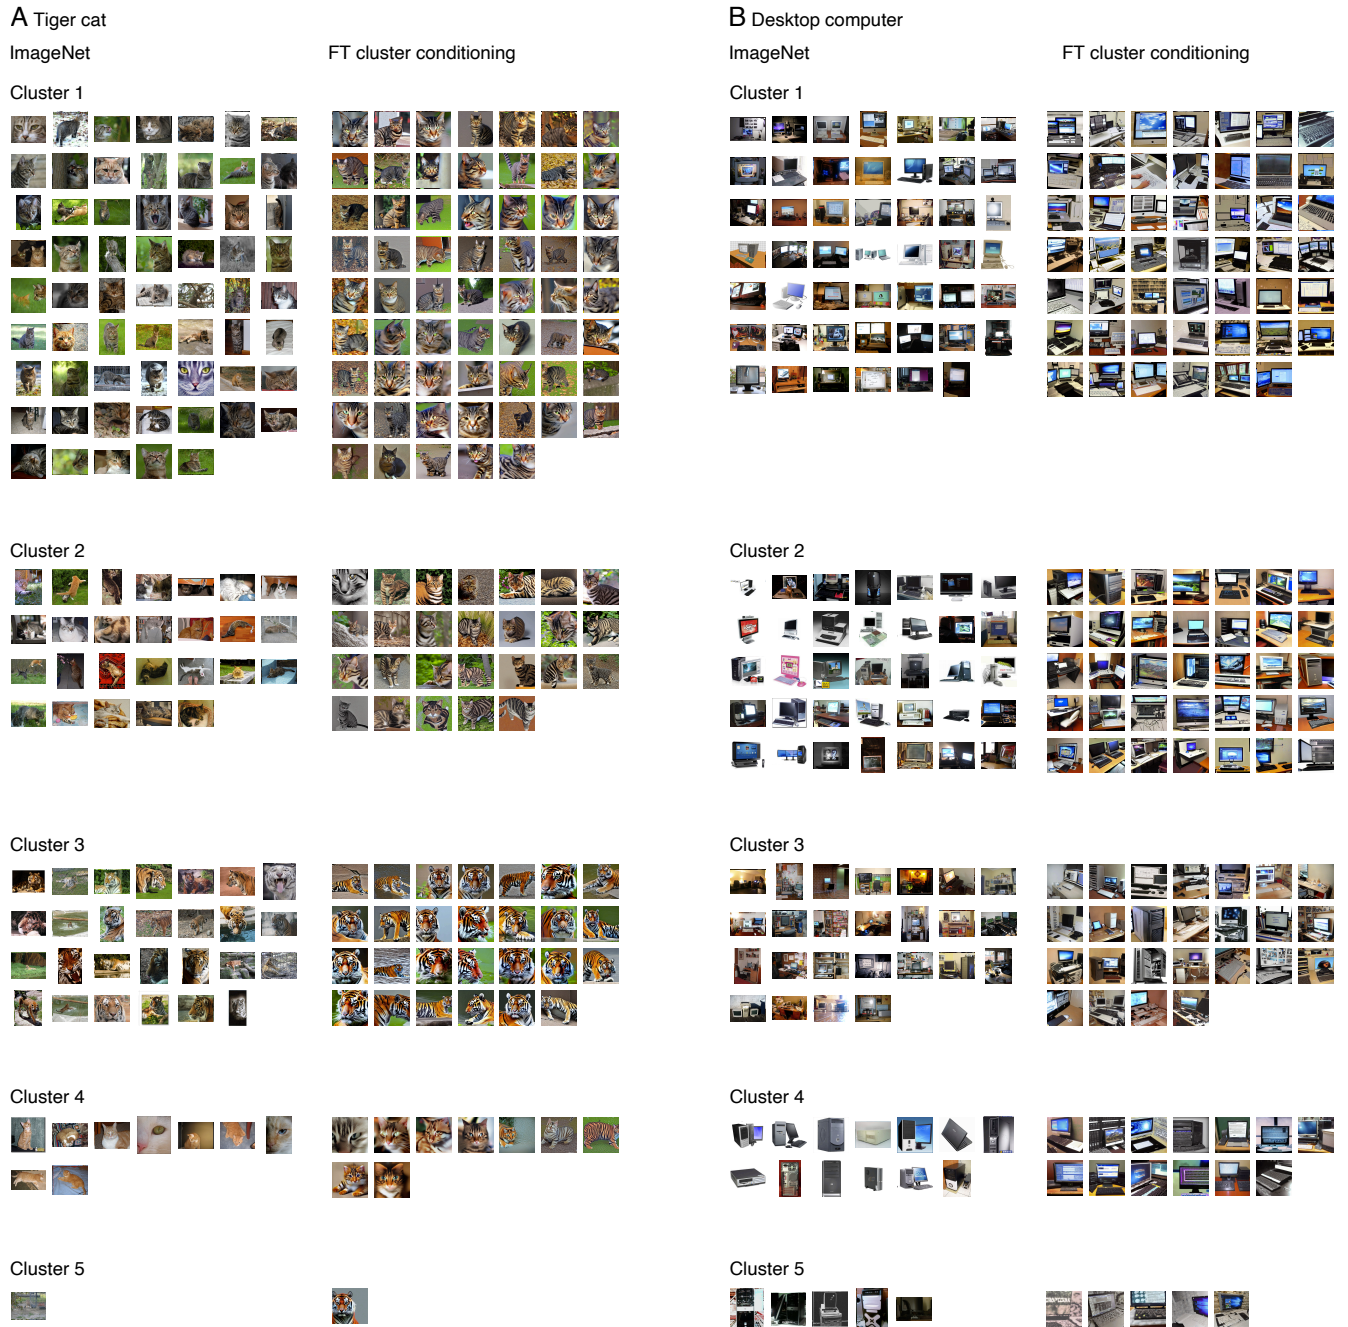 A Tiger cat
ImageNet
FT cluster conditioning
Cluster 1
Cluster 2
Cluster 3
Cluster 4
Cluster 5
B Desktop computer
ImageNet
FT cluster conditioning
Cluster 1
Cluster 2
Cluster 3
Cluster 4
Cluster 5